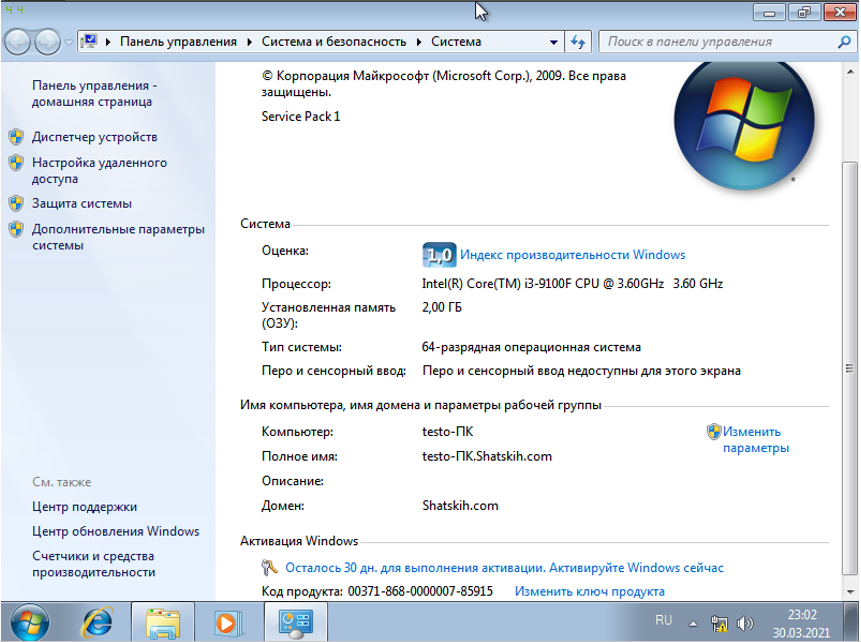 Панель управления
Система и безопасность
Система
Поиск в панели управления
Панель управления -
домашняя страница
Диспетчер устройств
Настройка удаленного
доступа
Защита системы
Дополнительные параметры
системы
См. также
Центр поддержки
Центр обновления Windows
Счетчики и средства
производительности
© Корпорация Майкрософт (Microsoft Corp.), 2009. Все права
защищены.
Service Pack 1
Система
Оценка:
1,0 Индекс производительности Windows
Процессор:
Intel(R) Core(TM) i3-9100F CPU @ 3.60GHz 3.60 GHz
Установленная память
(ОЗУ):
2,00 ГБ
Тип системы:
64-разрядная операционная система
Перо и сенсорный ввод:
Перо и сенсорный ввод недоступны для этого экрана
Имя компьютера, имя домена и параметры рабочей группы
Компьютер:
testo-ПК
Изменить
параметры
Полное имя:
testo-ПК.Shatskih.com
Описание:
Домен:
Shatskih.com
Активация Windows
Осталось 30 дн. для выполнения активации. Активируйте Windows сейчас
Код продукта: 00371-868-0000007-85915
Изменить ключ продукта
RU
23:02
30.03.2021